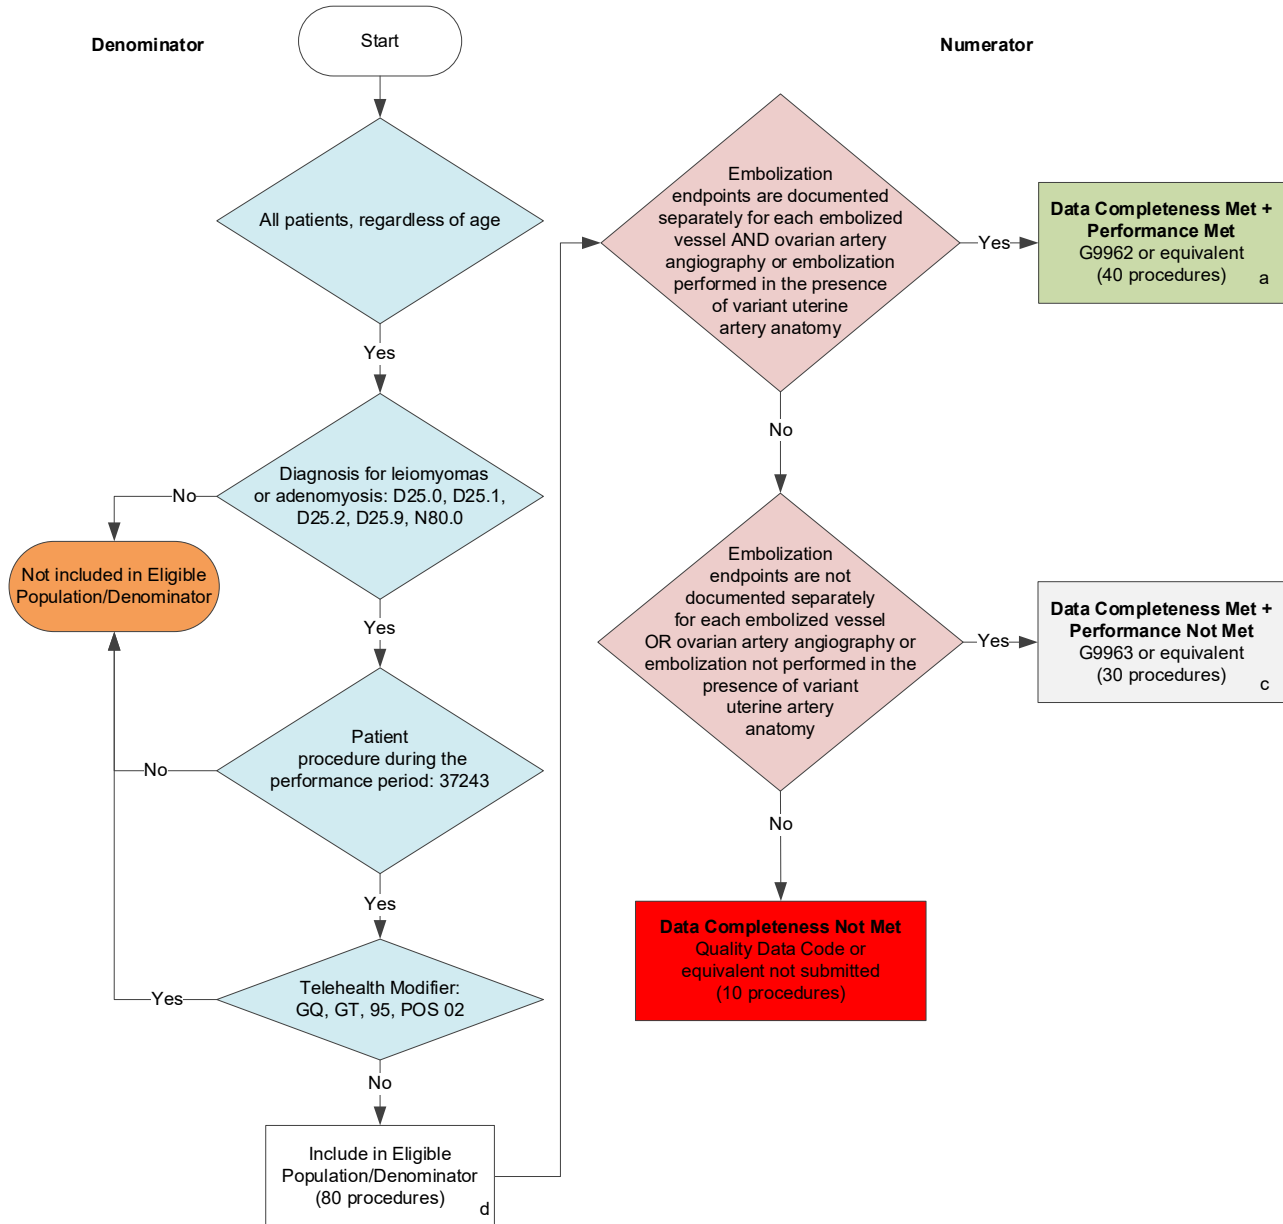 Denominator
Start
Numerator
All patients, regardless of age
Yes
Diagnosis for leiomyomas
or adenomyosis: D25.0, D25.1,
D25.2, D25.9, N80.0
No
Not included in Eligible
Population/Denominator
Yes
Patient
procedure during the
performance period: 37243
No
Yes
Telehealth Modifier:
GQ, GT, 95, POS 02
Yes
No
Include in Eligible
Population/Denominator
(80 procedures)
d
Embolization
endpoints are documented
separately for each embolized
vessel AND ovarian artery
angiography or embolization
performed in the presence
of variant uterine
artery anatomy
Yes
Data Completeness Met +
Performance Met
G9962 or equivalent
(40 procedures)
a
No
Embolization
endpoints are not
documented separately
for each embolized vessel
OR ovarian artery angiography or
embolization not performed in the
presence of variant
uterine artery
anatomy
Yes
Data Completeness Met +
Performance Not Met
G9963 or equivalent
(30 procedures)
c
No
Data Completeness Not Met
Quality Data Code or
equivalent not submitted
(10 procedures)